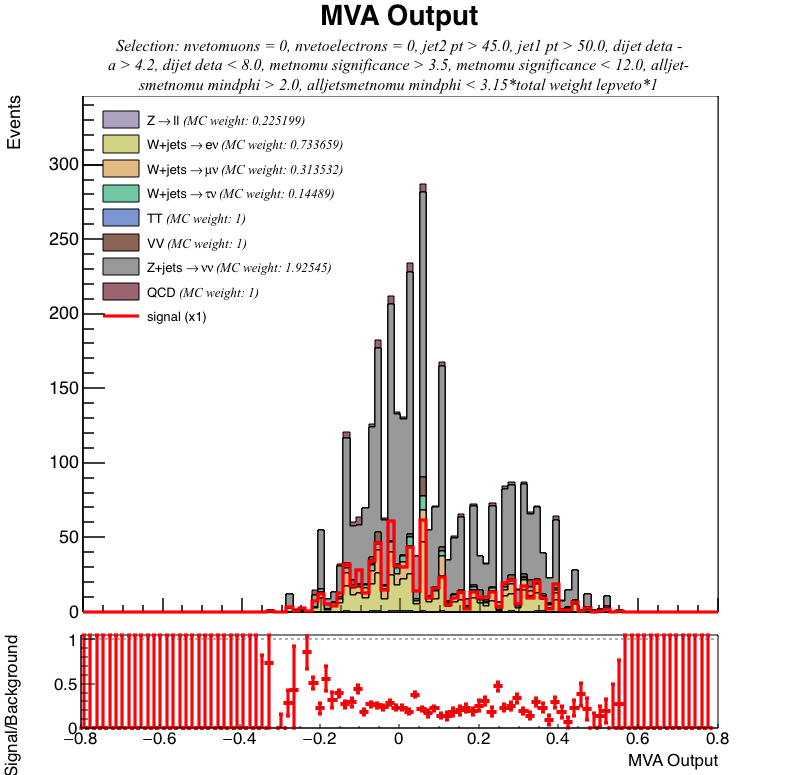 MVA Output
Selection: nvetomuons = 0, nvetoelectrons = 0, jet2 pt > 45.0, jet1 pt > 50.0, dijet deta -
a > 4.2, dijet deta < 8.0, metnomu significance > 3.5, metnomu significance < 12.0, alljet-
smetnomu mindphi > 2.0, alljetsmetnomu mindphi < 3.15*total weight lepveto*1
Events
Z→ll (MC weight: 0.225199)
W+jets→eν (MC weight: 0.733659)
W+jets→μν (MC weight: 0.313532)
W+jets→τν (MC weight: 0.14489)
TT (MC weight: 1)
VV (MC weight: 1)
Z+jets→νν (MC weight: 1.92545)
QCD (MC weight: 1)
signal (x1)
300
250
200
150
100
50
0
Signal/Background
1
0.5
0
−0.8 −0.6 −0.4 −0.2 0 0.2 0.4 0.6 0.8
MVA Output